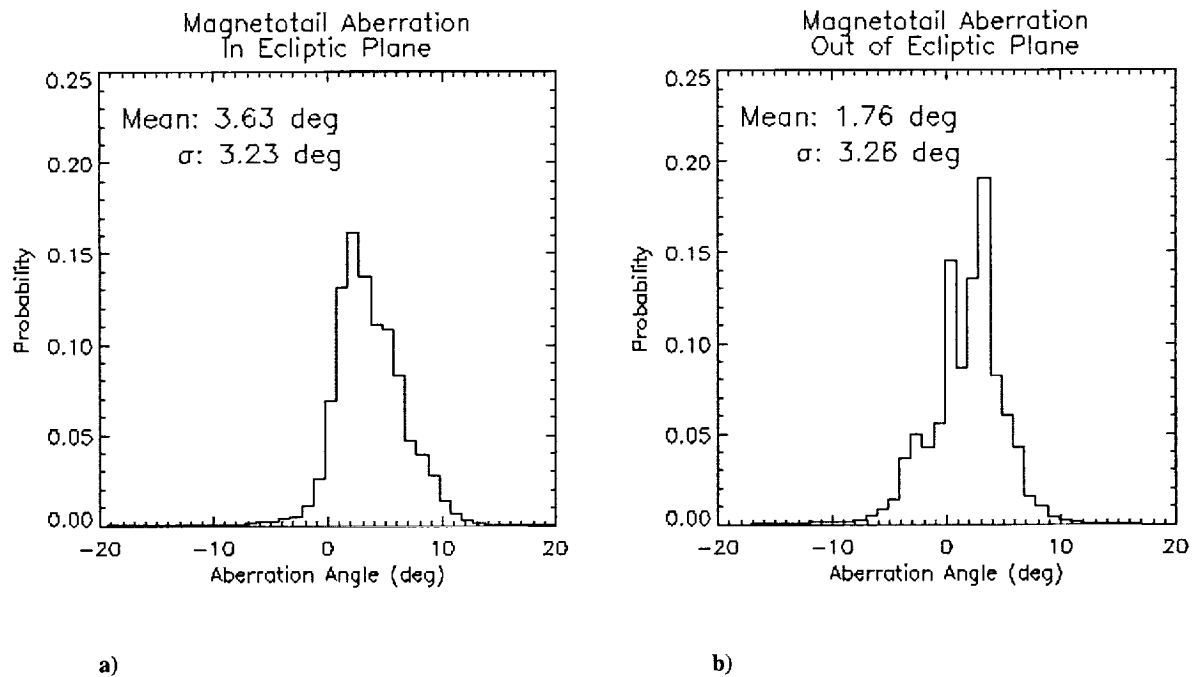 Magnetotail Aberration
In Ecliptic Plane
0.25
0.20
0.15
0.10
0.05
0.00
Probability
Mean: 3.63 deg
σ: 3.23 deg
-20
-10
0
10
20
Aberration Angle (deg)
a)
Magnetotail Aberration
Out of Ecliptic Plane
0.25
0.20
0.15
0.10
0.05
0.00
Probability
Mean: 1.76 deg
σ: 3.26 deg
-20
-10
0
10
20
Aberration Angle (deg)
b)